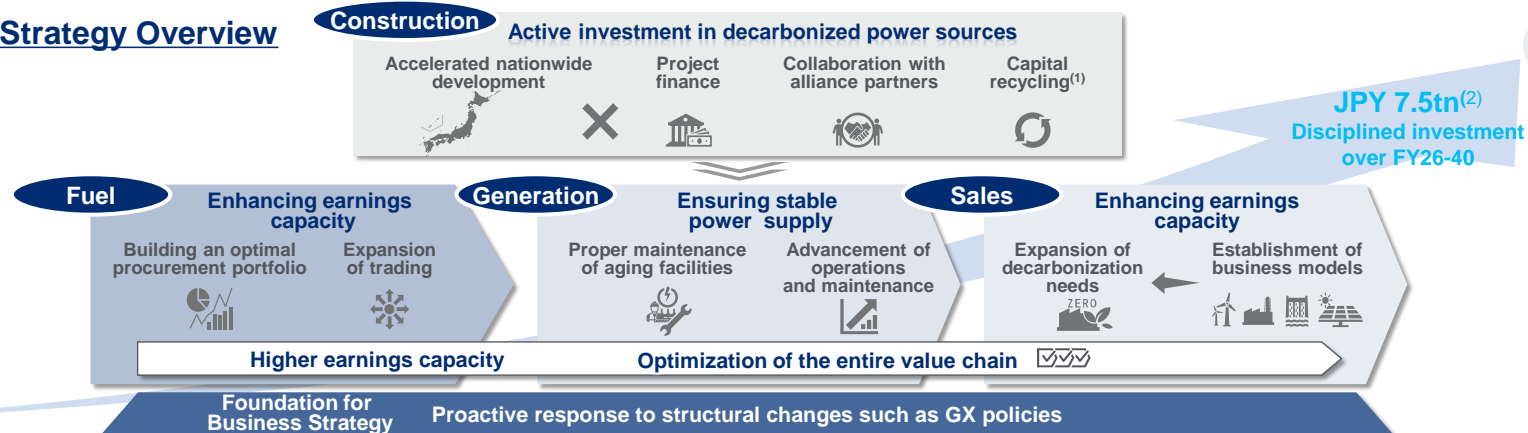 Strategy Overview
Construction
Active investment in decarbonized power sources
Accelerated nationwide
development
Project
finance
Collaboration with
alliance partners
Capital
recycling(1)
JPY 7.5tn(2)
Disciplined investment
over FY26-40
Fuel
Enhancing earnings
capacity
Building an optimal
procurement portfolio
Expansion
of trading
Generation
Ensuring stable
power supply
Proper maintenance
of aging facilities
Advancement of
operations
and maintenance
Sales
Enhancing earnings
capacity
Expansion of
decarbonization
needs
ZERO
Establishment of
business models
Higher earnings capacity
Optimization of the entire value chain
Foundation for
Business Strategy
Proactive response to structural changes such as GX policies